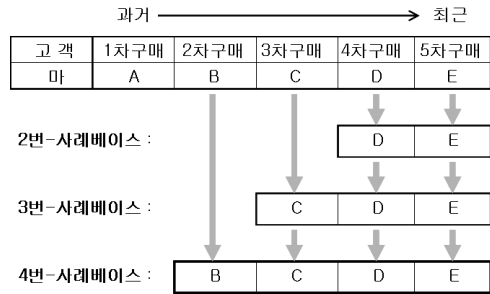 과거 최근
고 객 1차구매 2차구매 3차구매 4차구매 5차구매
마 A B C D E
2번-사례베이스 : D E
3번-사례베이스 : C D E
4번-사례베이스 : B C D E